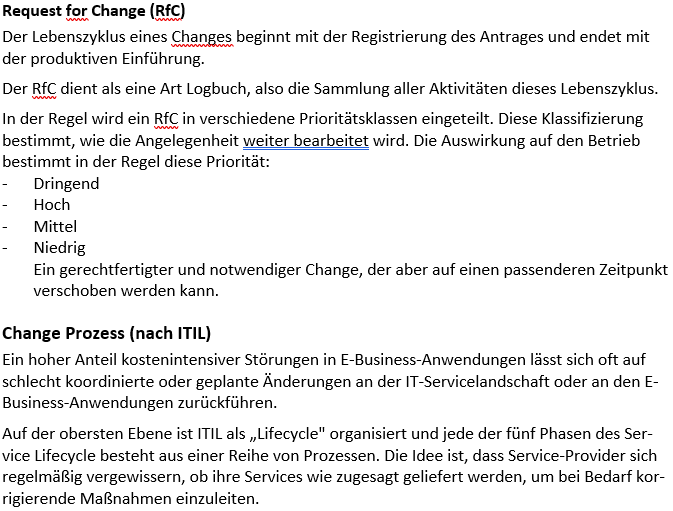 Request for Change (RfC)
Der Lebenszyklus eines Changes beginnt mit der Registrierung des Antrages und endet mit
der produktiven Einführung.
Der RfC dient als eine Art Logbuch, also die Sammlung aller Aktivitäten dieses Lebenszyklus.
In der Regel wird ein RfC in verschiedene Prioritätsklassen eingeteilt. Diese Klassifizierung
bestimmt, wie die Angelegenheit weiter bearbeitet wird. Die Auswirkung auf den Betrieb
bestimmt in der Regel diese Priorität:
- Dringend
- Hoch
- Mittel
- Niedrig
Ein gerechtfertigter und notwendiger Change, der aber auf einen passenderen Zeitpunkt
verschoben werden kann.
Change Prozess (nach ITIL)
Ein hoher Anteil kostenintensiver Störungen in E-Business-Anwendungen lässt sich oft auf
schlecht koordinierte oder geplante Änderungen an der IT-Servicelandschaft oder an den E-
Business-Anwendungen zurückführen.
Auf der obersten Ebene ist ITIL als „Lifecycle" organisiert und jede der fünf Phasen des Ser-
vice Lifecycle besteht aus einer Reihe von Prozessen. Die Idee ist, dass Service-Provider sich
regelmäßig vergewissern, ob ihre Services wie zugesagt geliefert werden, um bei Bedarf kor-
rigierende Maßnahmen einzuleiten.